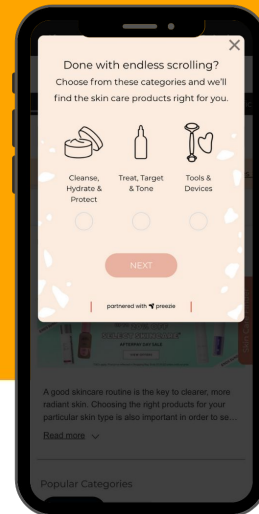 Done with endless scrolling?
Choose from these categories and we'll
find the skin care products right for you.
Cleanse,
Hydrate &
Protect
Treat, Target
& Tone
Tools &
Devices
NEXT
partnered with preezie
AFTERPAY DAY SALE
A good skincare routine is the key to clearer, more
radiant skin. Choosing the right products for your
particular skin type is also important in order to se...
Read more
Popular Categories